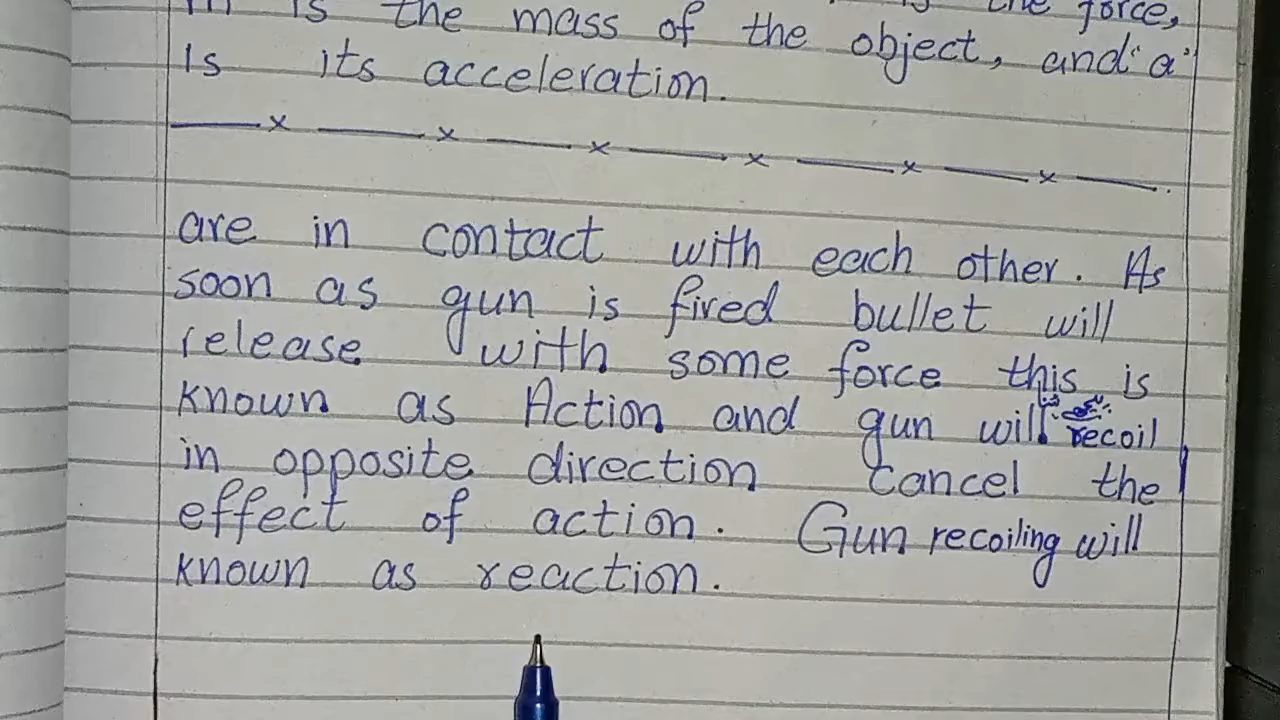 is the mass of the object, and 'a'
Is its acceleration.
are in contact with each other. As
soon as gun is fired bullet will
release with some force this is
known as Action and gun will recoil
in opposite direction cancel the
effect of action. Gun recoiling will
known as reaction.